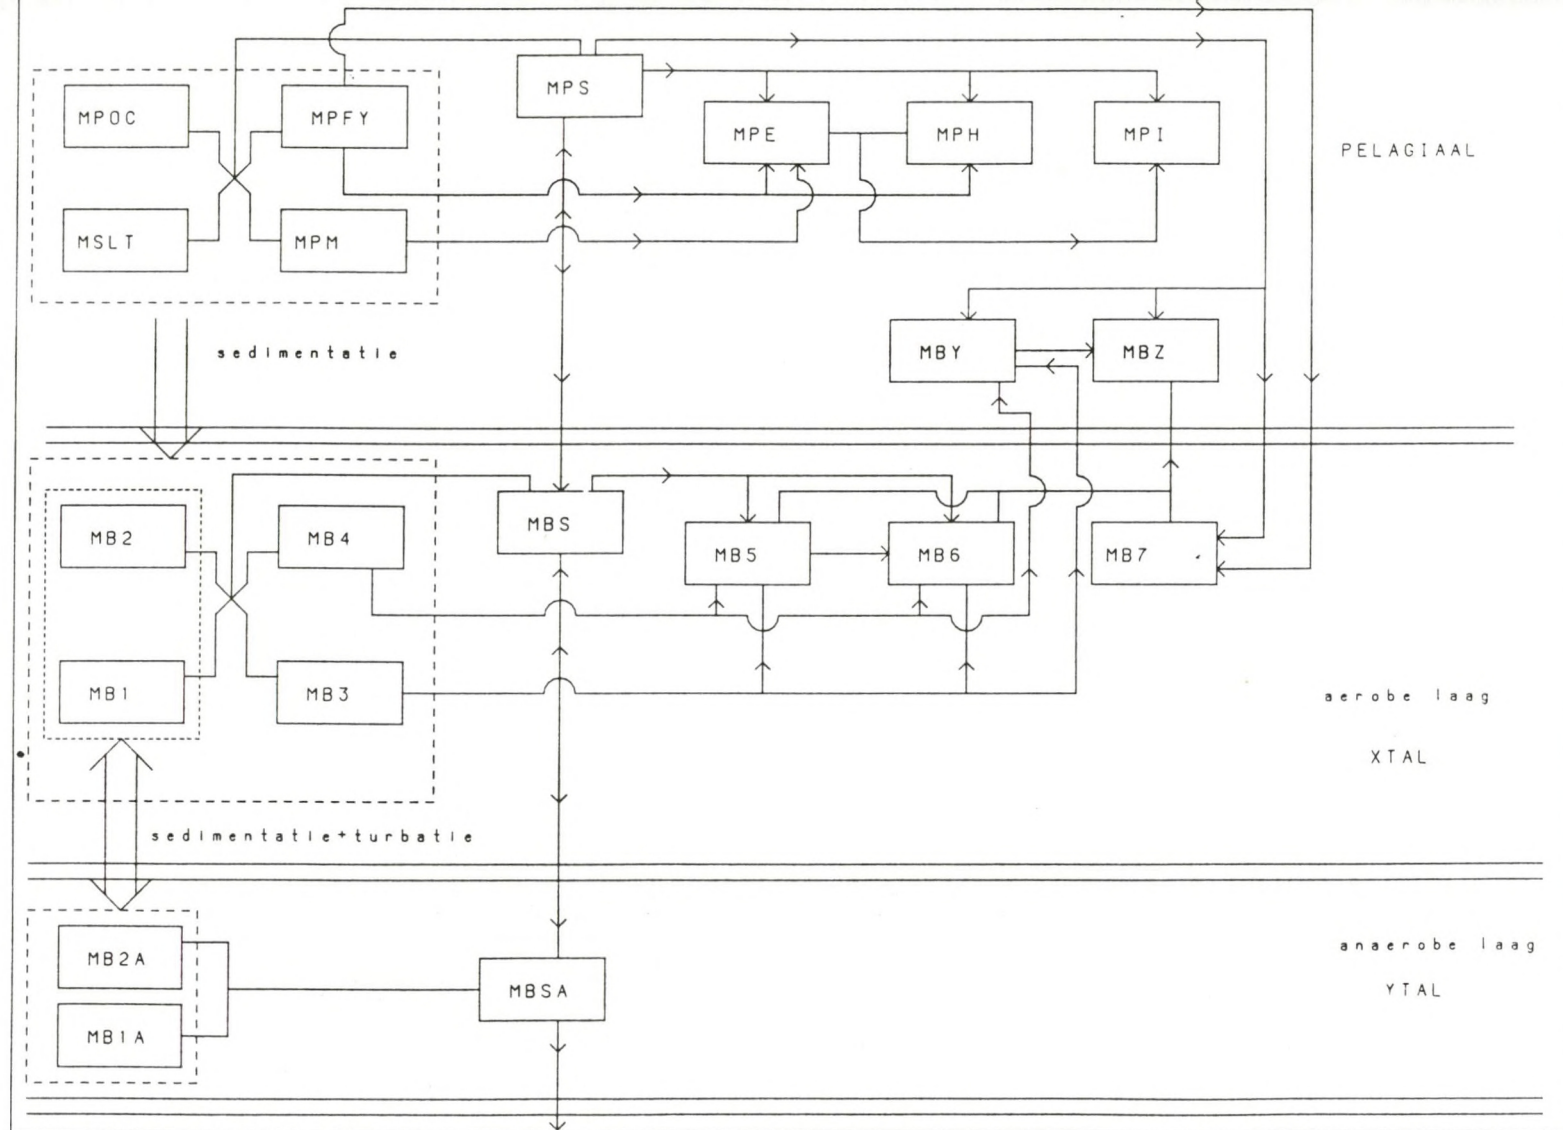 MPS
MPOC
MPFY
MPE
MPH
MPI
PELAGIAAL
MSLT
MPM
sedimentatie
MBY
MBZ
MB2
MB4
MBS
MB5
MB6
MB7
MB1
MB3
aerobe laag
XTAL
sedimentatie+turbatie
MB2A
anaerobe laag
MBSA
YTAL
MB1A